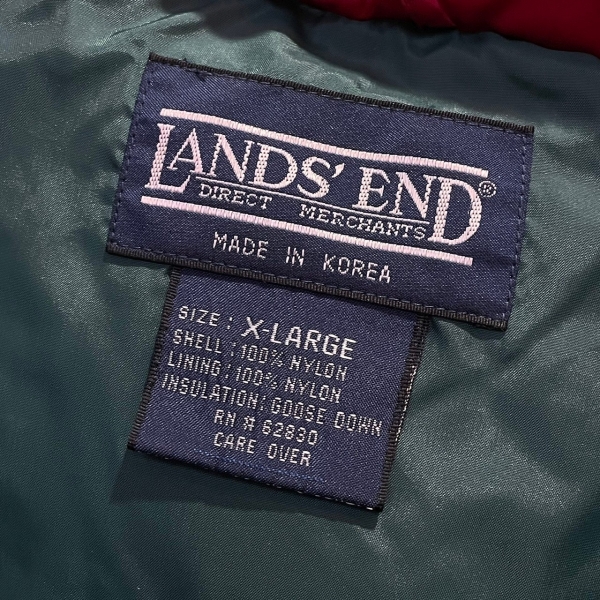 LANDS' END®
DIRECT MERCHANTS
MADE IN KOREA
SIZE: X-LARGE
SHELL: 100% NYLON
LINING: 100% NYLON
INSULATION: GOOSE DOWN
RN # 62830
CARE OVER